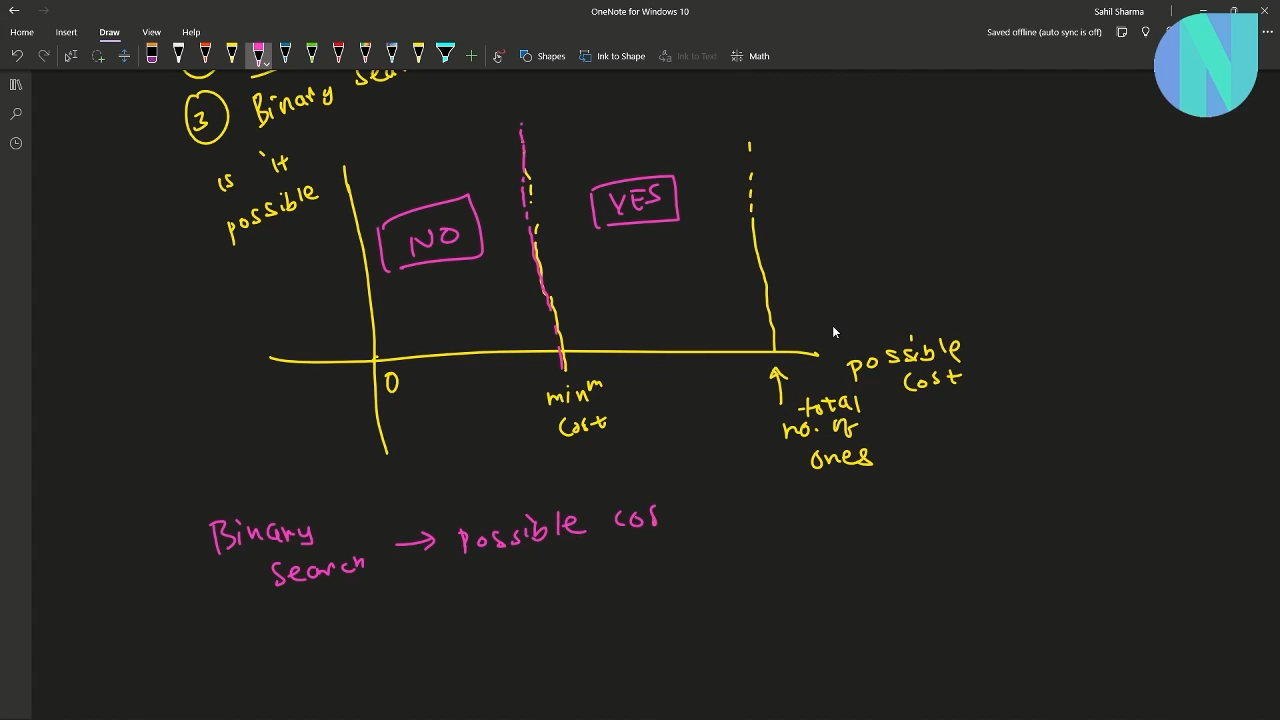 OneNote for Windows 10
Sahil Sharma
Home Insert Draw View Help
Saved offline (auto sync is off)
Shapes
Ink to Shape
Ink to Text
Math
3 Binary sea
is it
possible
NO
YES
0
minm
cost
total
no. of
ones
possible
cost
Binary
search → possible cos